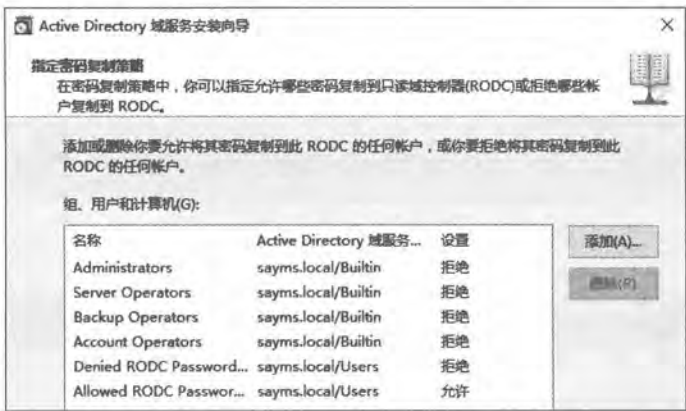 Active Directory 域服务安装向导
指定密码复制策略
在密码复制策略中，你可以指定允许哪些密码复制到只读域控制器(RODC)或拒绝哪些帐
户复制到 RODC。
添加或删除你要允许将其密码复制到此 RODC 的任何帐户，或你要拒绝将其密码复制到此
RODC 的任何帐户。
组、用户和计算机(G):
名称 Active Directory 域服务... 设置
添加(A)...
Administrators sayms.local/Builtin 拒绝
删除(R)
Server Operators sayms.local/Builtin 拒绝
Backup Operators sayms.local/Builtin 拒绝
Account Operators sayms.local/Builtin 拒绝
Denied RODC Password... sayms.local/Users 拒绝
Allowed RODC Passwor... sayms.local/Users 允许